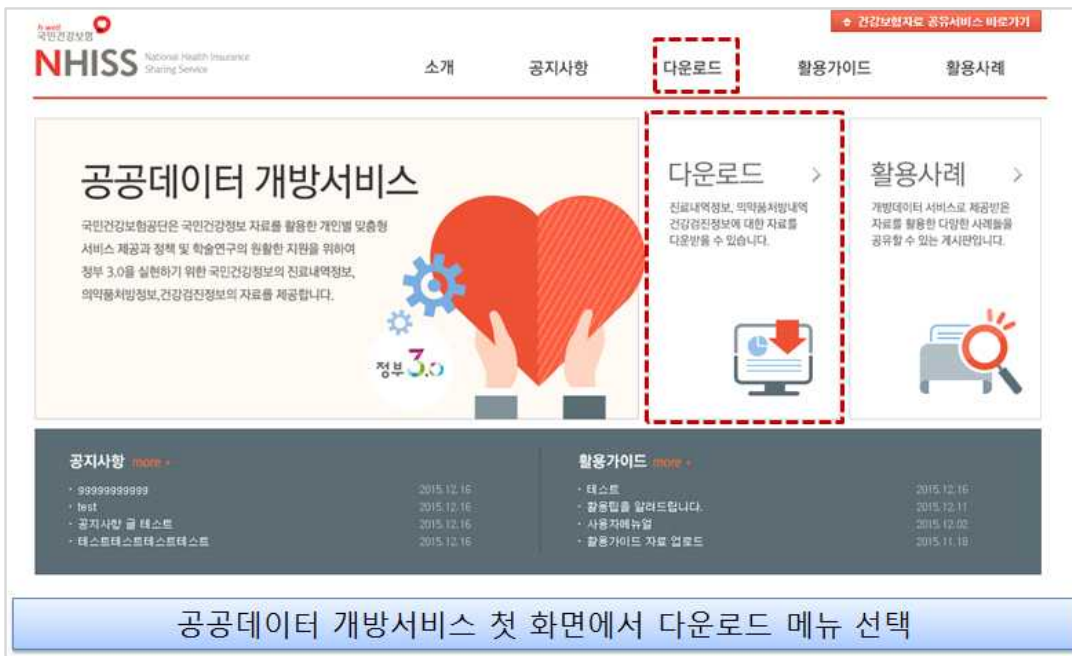 h-well
국민건강보험
NHISS National Health Insurance
Sharing Service
건강보험자료 공유서비스 바로가기
소개 공지사항 다운로드 활용가이드 활용사례
공공데이터 개방서비스
국민건강보험공단은 국민건강정보 자료를 활용한 개인별 맞춤형
서비스 제공과 정책 및 학술연구의 원활한 지원을 위하여
정부 3.0을 실현하기 위한 국민건강정보의 진료내역정보,
의약품처방정보,건강검진정보의 자료를 제공합니다.
정부 3.0
다운로드 >
진료내역정보, 의약품처방내역
건강검진정보에 대한 자료를
다운받을 수 있습니다.
활용사례 >
개방데이터 서비스로 제공받은
자료를 활용한 다양한 사례들을
공유할 수 있는 게시판입니다.
공지사항 more +
· 99999999999 2015.12.16
· test 2015.12.16
· 공지사항 글 테스트 2015.12.16
· 테스트테스트테스트테스트 2015.12.16
활용가이드 more +
· 테스트 2015.12.16
· 활용팁을 알려드립니다. 2015.12.11
· 사용자메뉴얼 2015.12.02
· 활용가이드 자료 업로드 2015.11.18
공공데이터 개방서비스 첫 화면에서 다운로드 메뉴 선택